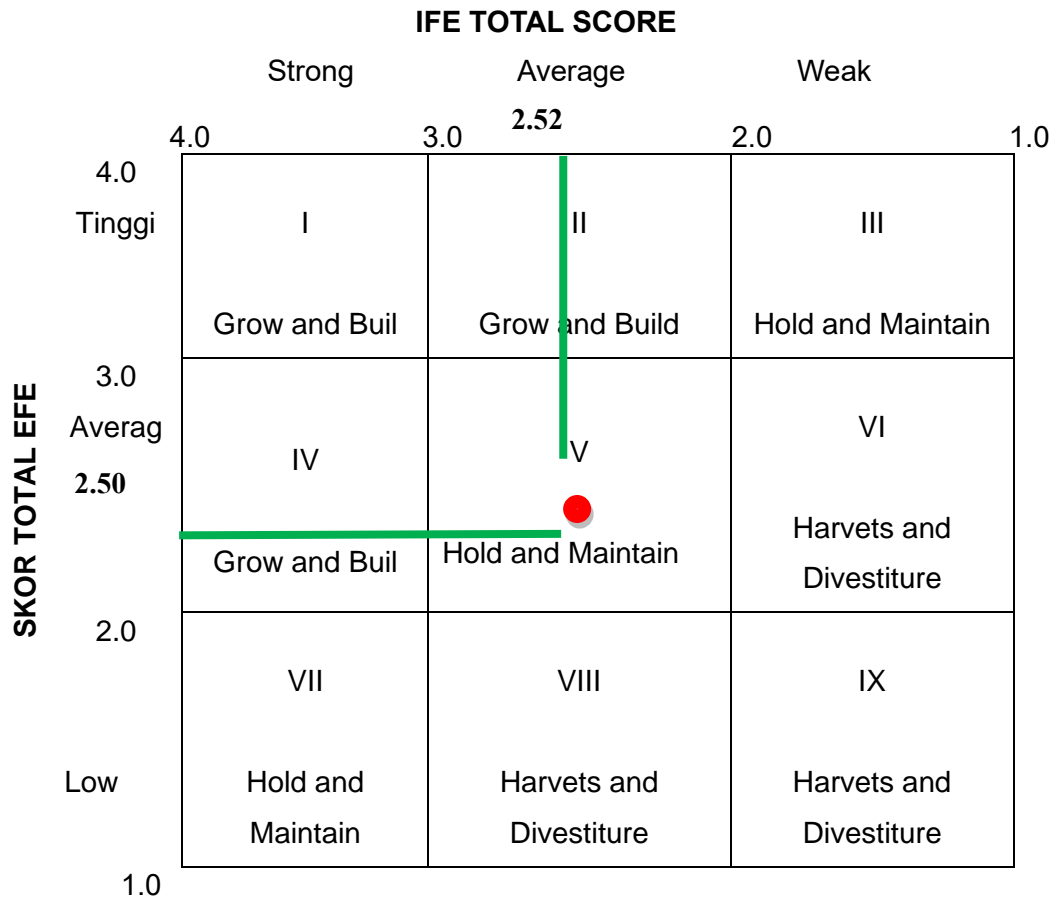 IFE TOTAL SCORE
Strong Average Weak
2.52
4.0 3.0 2.0 1.0
4.0
Tinggi I II III
Grow and Buil Grow and Build Hold and Maintain
3.0
SKOR TOTAL EFE
Averag
IV V VI
2.50
Grow and Buil Hold and Maintain Harvets and
Divestiture
2.0
VII VIII IX
Low Hold and Harvets and Harvets and
Maintain Divestiture Divestiture
1.0